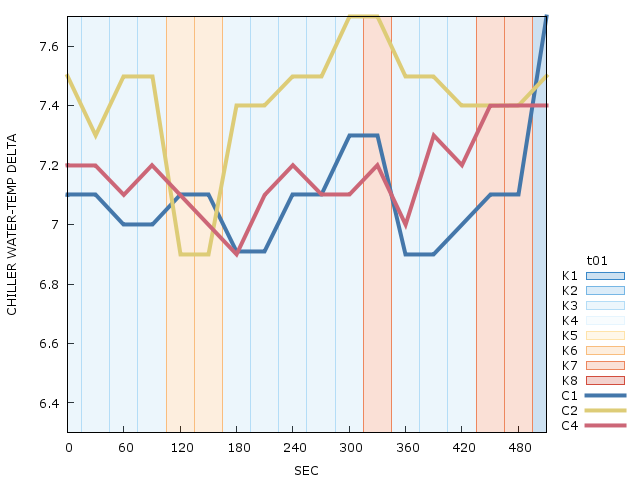 7.6
7.4
7.2
7
6.8
6.6
6.4
CHILLER WATER-TEMP DELTA
0 60 120 180 240 300 360 420 480
SEC
t01
K1
K2
K3
K4
K5
K6
K7
K8
C1
C2
C4